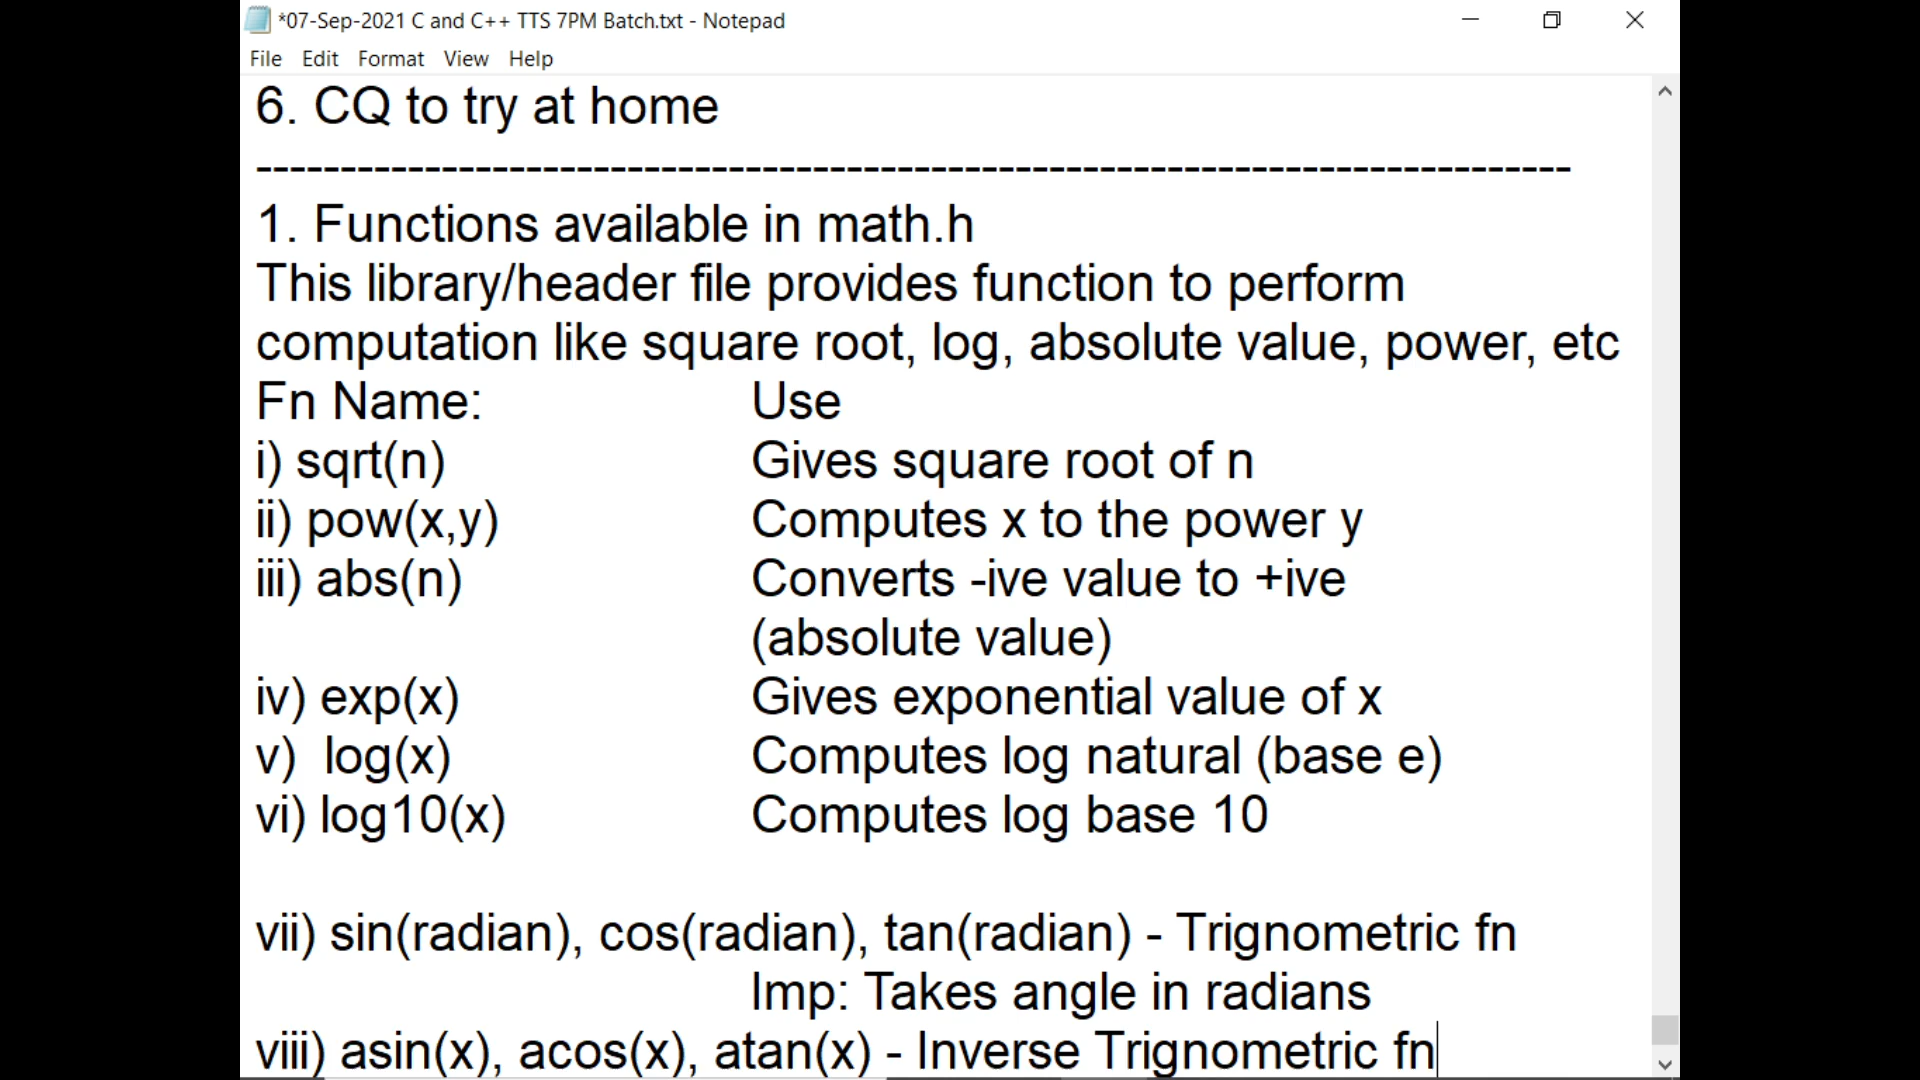 *07-Sep-2021 C and C++ TTS 7PM Batch.txt - Notepad
File Edit Format View Help
6. CQ to try at home
-------------------------------------------------------------------------------
1. Functions available in math.h
This library/header file provides function to perform
computation like square root, log, absolute value, power, etc
Fn Name: Use
i) sqrt(n) Gives square root of n
ii) pow(x,y) Computes x to the power y
iii) abs(n) Converts -ive value to +ive
(absolute value)
iv) exp(x) Gives exponential value of x
v) log(x) Computes log natural (base e)
vi) log10(x) Computes log base 10
vii) sin(radian), cos(radian), tan(radian) - Trignometric fn
Imp: Takes angle in radians
viii) asin(x), acos(x), atan(x) - Inverse Trignometric fn